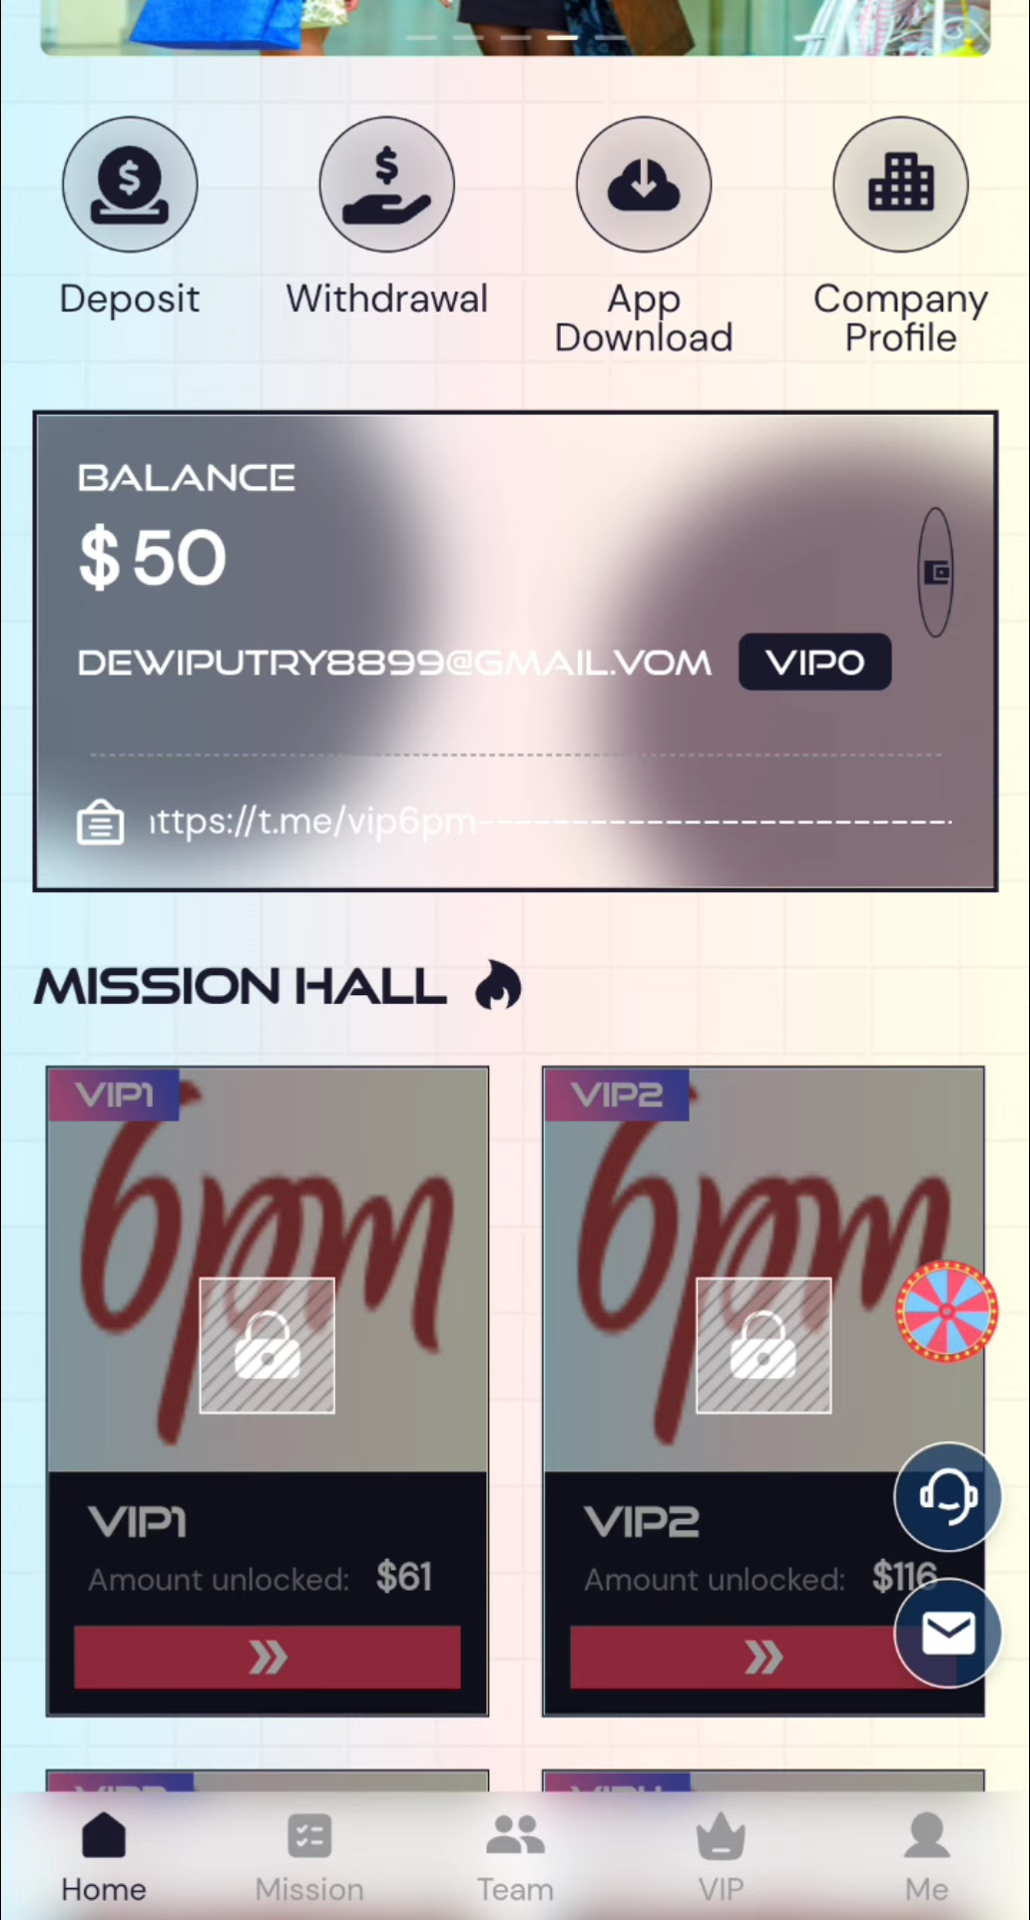 Deposit
Withdrawal
App
Download
Company
Profile
BALANCE
$50
DEWIPUTRY8899@GMAIL.VOM
VIP0
ttps://t.me/vip6pm
MISSION HALL
VIP1
6pm
VIP1
Amount unlocked: $61
VIP2
6pm
VIP2
Amount unlocked: $116
Home
Mission
Team
VIP
Me